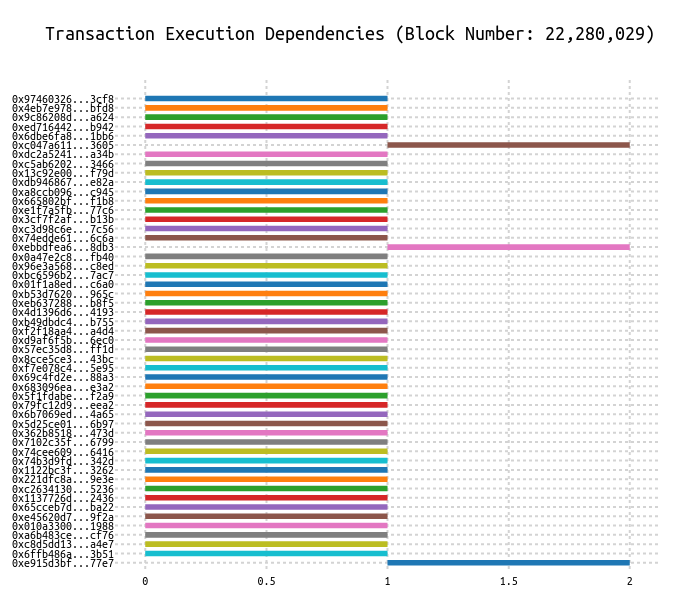 Transaction Execution Dependencies (Block Number: 22,280,029)
0x97460326...3cf8
0x4eb7e978...bfd8
0x9c86208d...a624
0xed716442...b942
0x6dbe6fa8...1bb6
0xc047a611...3605
0xdc2a5241...a34b
0xc5ab6202...3466
0x13c92e00...f79d
0xdb946867...e82a
0xa8ccb096...c945
0x665802bf...f1b8
0xe1f7a5fb...77c6
0x3cf7f2af...b13b
0xc3d98c6e...7c56
0x74edde61...6c6a
0xebbdfea6...8db3
0x0a47e2c8...fb40
0x96e3a568...c8ed
0xbc6596b2...7ac7
0x01f1a8ed...c6a0
0xb53d7620...965c
0xeb637288...b8f5
0x4d1396d6...4193
0xb49dbdc4...b755
0xf2f18aa4...a4d4
0xd9af6f5b...6ec0
0x57ec35d8...ff1d
0x8cce5ce3...43bc
0xf7e078c4...5e95
0x69c4fd2e...88a3
0x683096ea...e3a2
0x5f1fdabe...f2a9
0x79fc12d9...eea2
0x6b7069ed...4a65
0x5d25ce01...6b97
0x362b8518...473d
0x7102c35f...6799
0x74cee609...6416
0x74b3d9fd...342d
0x1122bc3f...3262
0x221dfc8a...9e3e
0xc2634130...5236
0x1137726d...2436
0x65cceb7d...ba22
0xe45620d7...9f2a
0x010a3300...1988
0xa6b483ce...cf76
0xc8d5dd13...a4e7
0x6ffb486a...3b51
0xe915d3bf...77e7
0 0.5 1 1.5 2